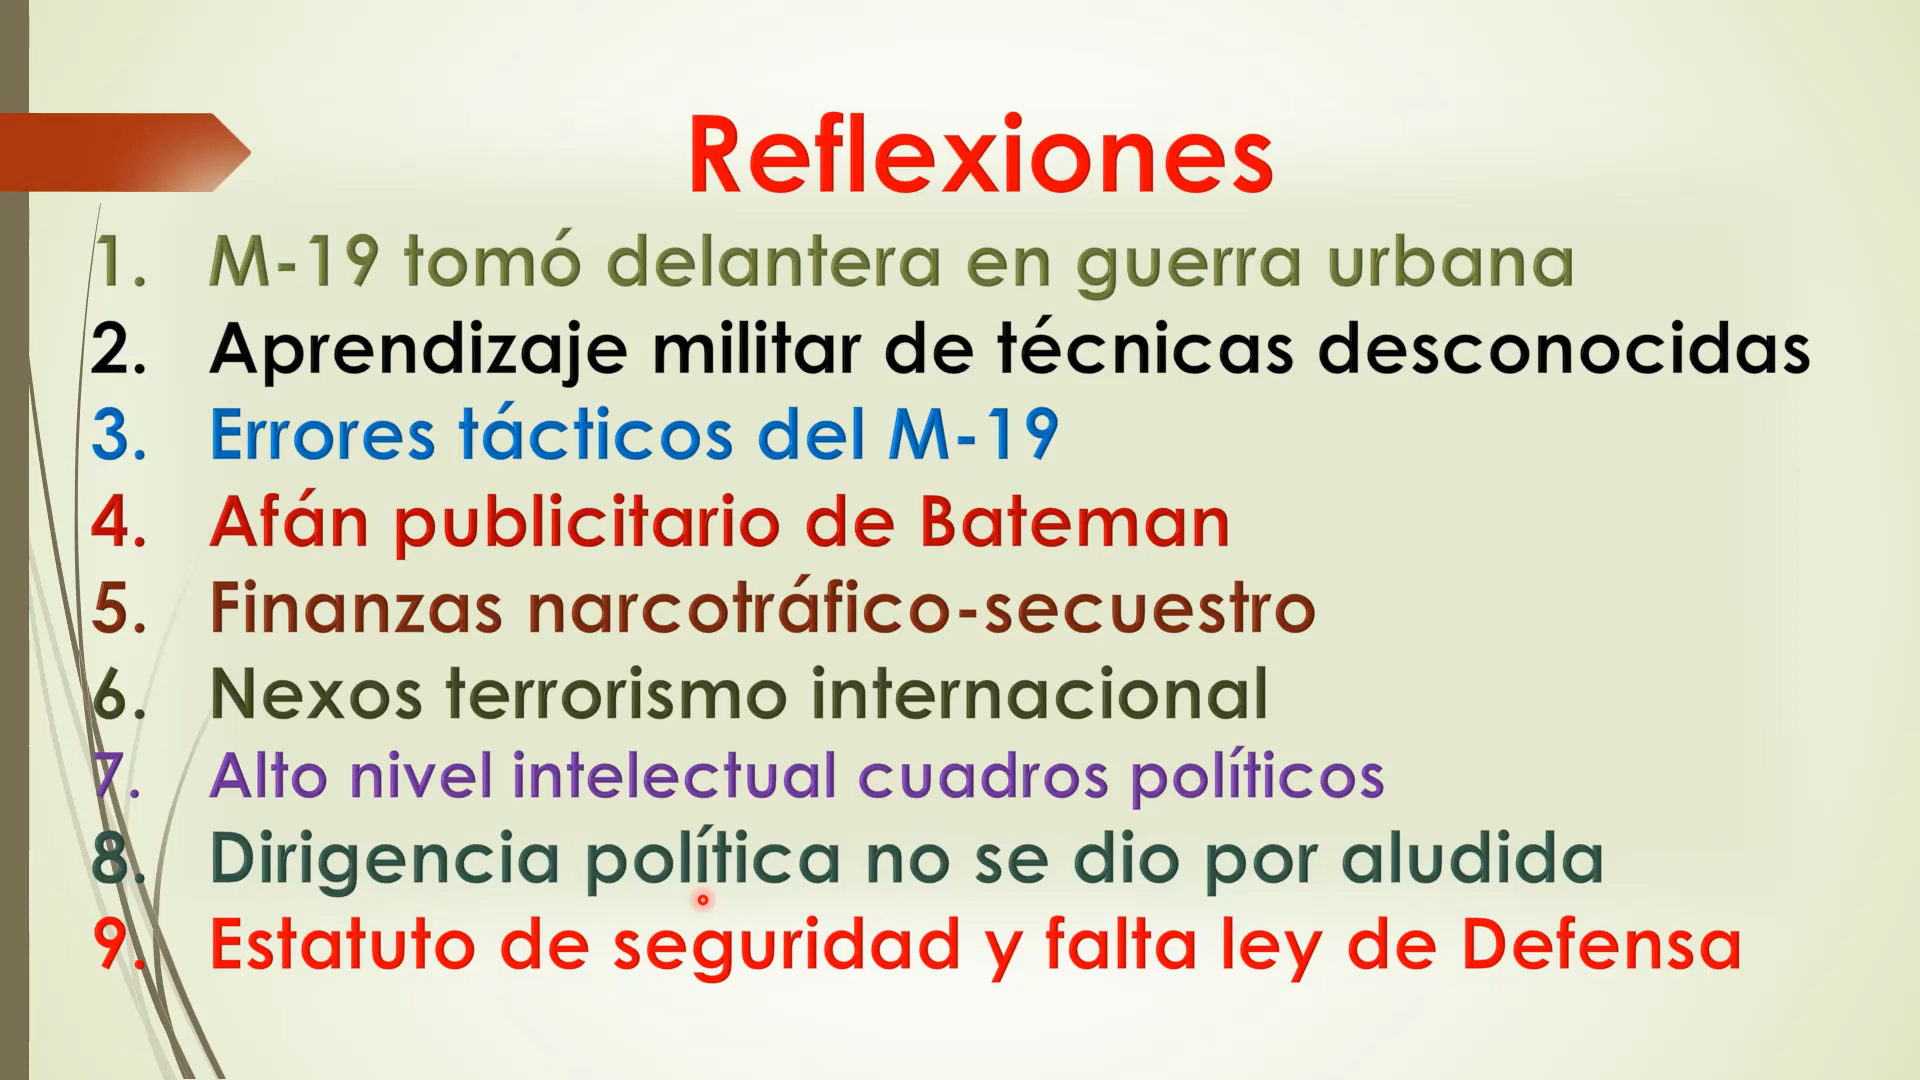 Reflexiones
1. M-19 tomó delantera en guerra urbana
2. Aprendizaje militar de técnicas desconocidas
3. Errores tácticos del M-19
4. Afán publicitario de Bateman
5. Finanzas narcotráfico-secuestro
6. Nexos terrorismo internacional
7. Alto nivel intelectual cuadros políticos
8. Dirigencia política no se dio por aludida
9. Estatuto de seguridad y falta ley de Defensa